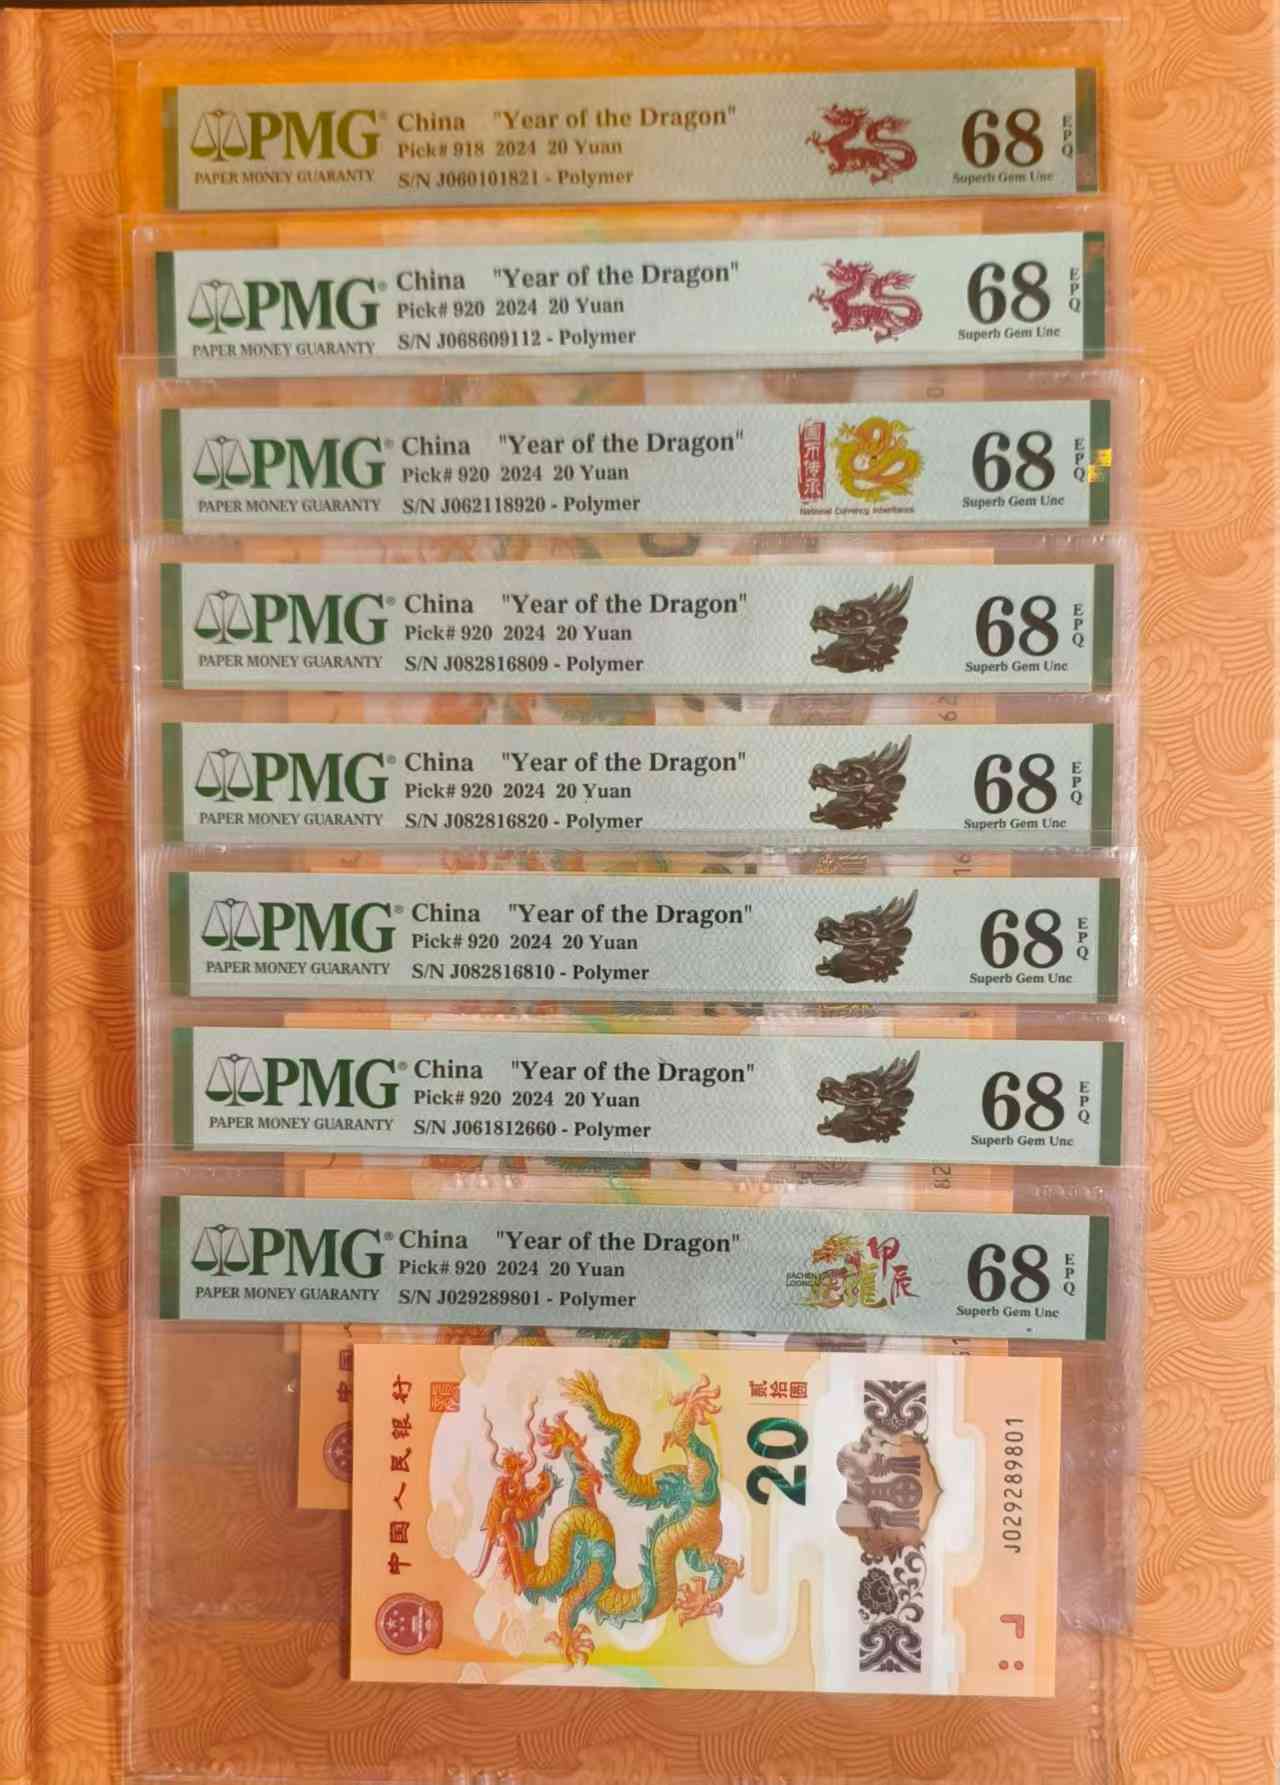 PMG®
PAPER MONEY GUARANTY
China "Year of the Dragon"
Pick# 918 2024 20 Yuan
S/N J060101821 - Polymer
68
EPQ
Superb Gem Unc
PMG®
PAPER MONEY GUARANTY
China "Year of the Dragon"
Pick# 920 2024 20 Yuan
S/N J068609112 - Polymer
68
EPQ
Superb Gem Unc
PMG®
PAPER MONEY GUARANTY
China "Year of the Dragon"
Pick# 920 2024 20 Yuan
S/N J062118920 - Polymer
National Currency Inheritance
68
EPQ
Superb Gem Unc
PMG®
PAPER MONEY GUARANTY
China "Year of the Dragon"
Pick# 920 2024 20 Yuan
S/N J082816809 - Polymer
68
EPQ
Superb Gem Unc
PMG®
PAPER MONEY GUARANTY
China "Year of the Dragon"
Pick# 920 2024 20 Yuan
S/N J082816820 - Polymer
68
EPQ
Superb Gem Unc
PMG®
PAPER MONEY GUARANTY
China "Year of the Dragon"
Pick# 920 2024 20 Yuan
S/N J082816810 - Polymer
68
EPQ
Superb Gem Unc
PMG®
PAPER MONEY GUARANTY
China "Year of the Dragon"
Pick# 920 2024 20 Yuan
S/N J061812660 - Polymer
68
EPQ
Superb Gem Unc
PMG®
PAPER MONEY GUARANTY
China "Year of the Dragon"
Pick# 920 2024 20 Yuan
S/N J029289801 - Polymer
甲辰
68
EPQ
Superb Gem Unc
中国人民银行
贰拾圆
20
J029289801